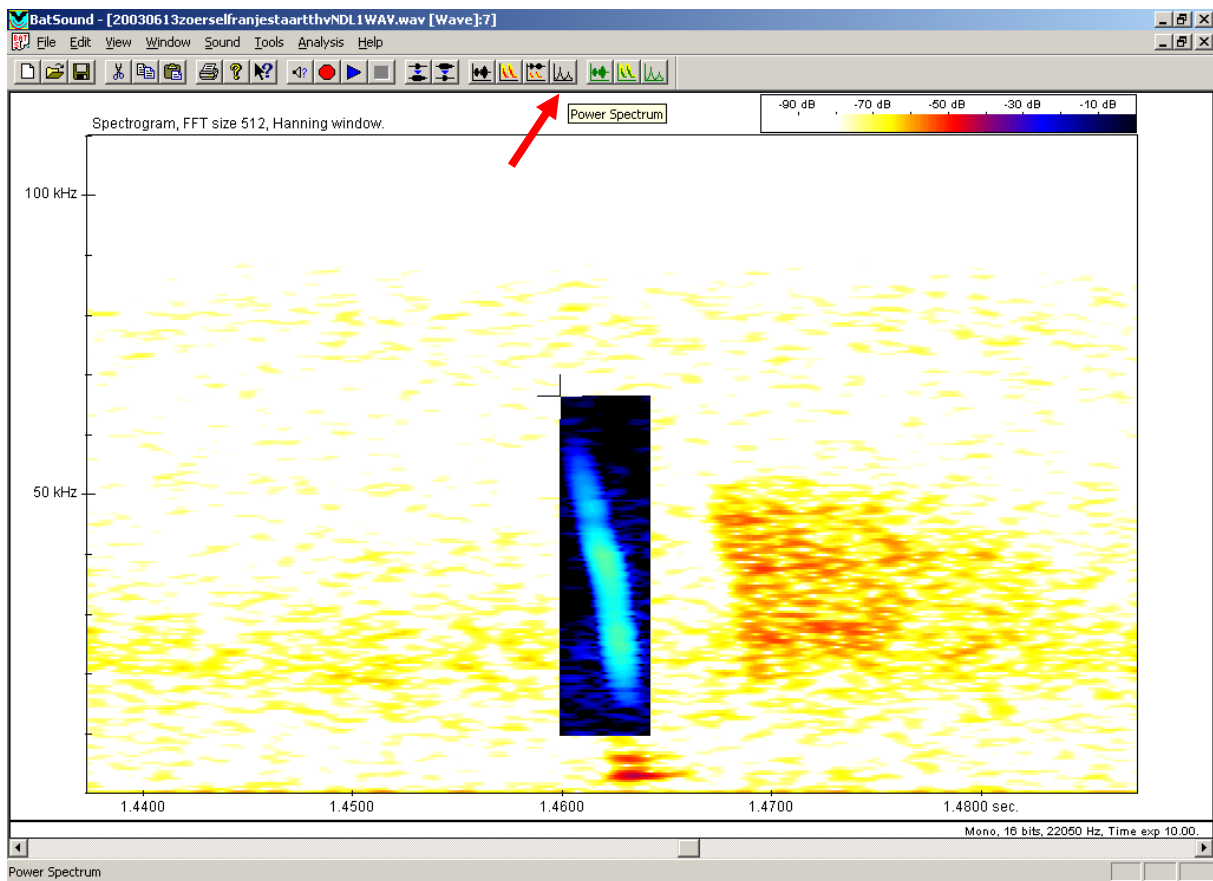 BatSound - [20030613zoerselfranjestaartthvNDL1WAV.wav [Wave]:7]
File Edit View Window Sound Tools Analysis Help
Power Spectrum
-90 dB -70 dB -50 dB -30 dB -10 dB
Spectrogram, FFT size 512, Hanning window.
100 kHz
50 kHz
1.4400 1.4500 1.4600 1.4700 1.4800 sec.
Mono, 16 bits, 22050 Hz, Time exp 10.00.
Power Spectrum